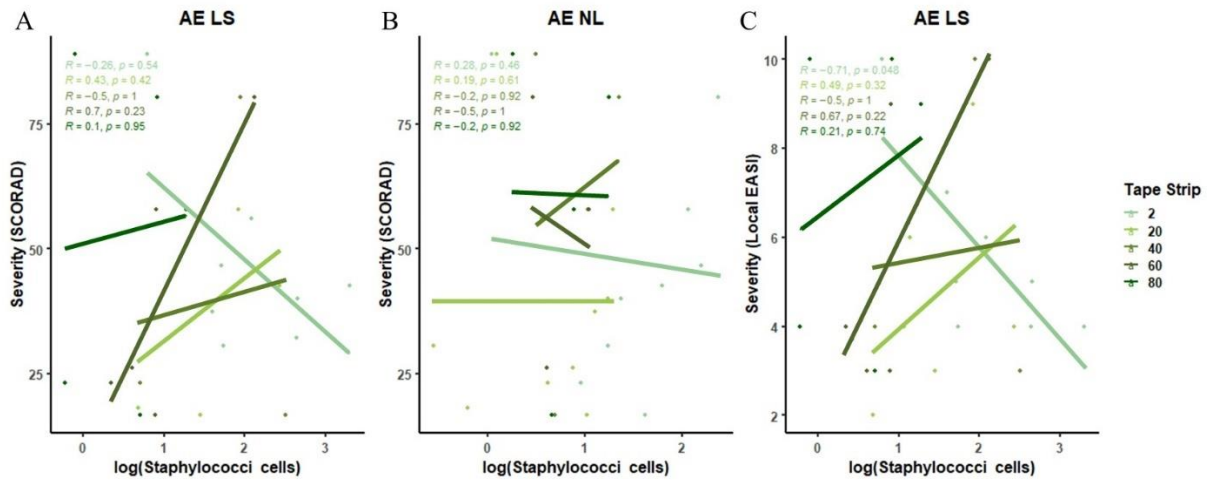 A
AE LS
R = −0.26, p = 0.54
R = 0.43, p = 0.42
R = −0.5, p = 1
R = 0.7, p = 0.23
R = 0.1, p = 0.95
Severity (SCORAD)
75
50
25
0 1 2 3
log(Staphylococci cells)
B
AE NL
R = 0.28, p = 0.46
R = 0.19, p = 0.61
R = −0.2, p = 0.92
R = −0.5, p = 1
R = −0.2, p = 0.92
Severity (SCORAD)
75
50
25
0 1 2
log(Staphylococci cells)
C
AE LS
R = −0.71, p = 0.048
R = 0.49, p = 0.32
R = −0.5, p = 1
R = 0.67, p = 0.22
R = 0.21, p = 0.74
Severity (Local EASI)
10
8
6
4
2
0 1 2 3
log(Staphylococci cells)
Tape Strip
2
20
40
60
80